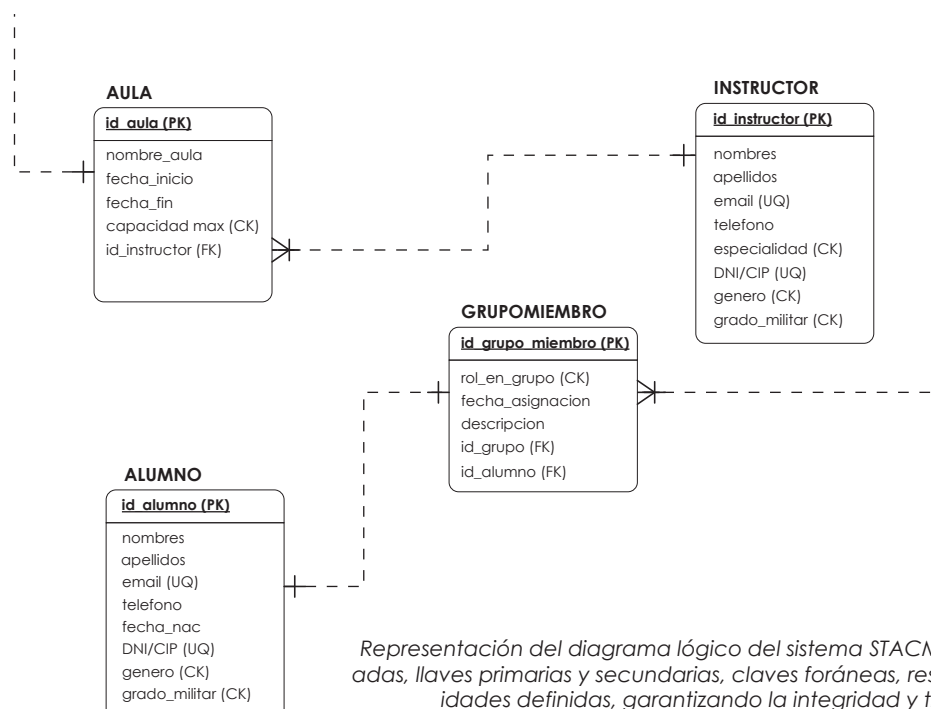 AULA
id_aula (PK)
nombre_aula
fecha_inicio
fecha_fin
capacidad max (CK)
id_instructor (FK)
INSTRUCTOR
id_instructor (PK)
nombres
apellidos
email (UQ)
telefono
especialidad (CK)
DNI/CIP (UQ)
genero (CK)
grado_militar (CK)
GRUPOMIEMBRO
id_grupo_miembro (PK)
rol_en_grupo (CK)
fecha_asignacion
descripcion
id_grupo (FK)
id_alumno (FK)
ALUMNO
id_alumno (PK)
nombres
apellidos
email (UQ)
telefono
fecha_nac
DNI/CIP (UQ)
genero (CK)
grado_militar (CK)
Representación del diagrama lógico del sistema STACM
adas, llaves primarias y secundarias, claves foráneas, res
idades definidas, garantizando la integridad y t